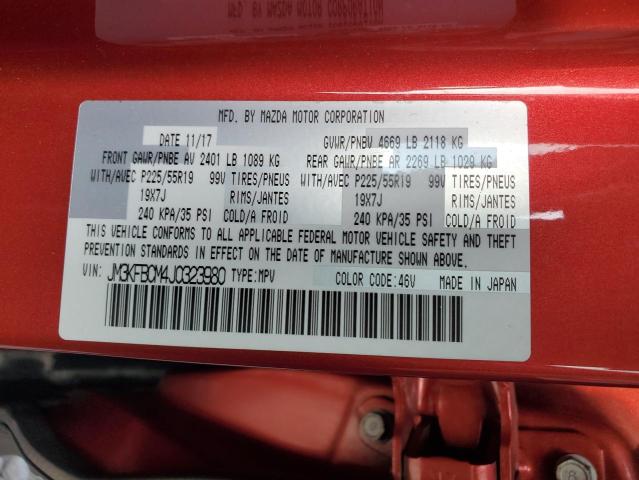 MFD. BY MAZDA MOTOR CORPORATION
DATE 11/17 GVWR/PNBV 4669 LB 2118 KG
FRONT GAWR/PNBE AV 2401 LB 1089 KG REAR GAWR/PNBE AR 2269 LB 1029 KG
WITH/AVEC P225/55R19 99V TIRES/PNEUS WITH/AVEC P225/55R19 99V TIRES/PNEUS
19X7J RIMS/JANTES 19X7J RIMS/JANTES
240 KPA/35 PSI COLD/A FROID 240 KPA/35 PSI COLD/A FROID
THIS VEHICLE CONFORMS TO ALL APPLICABLE FEDERAL MOTOR VEHICLE SAFETY AND THEFT
PREVENTION STANDARDS IN EFFECT ON THE DATE OF MANUFACTURE SHOWN ABOVE.
VIN: JM3KFBCM4J0323980 TYPE:MPV COLOR CODE:46V MADE IN JAPAN